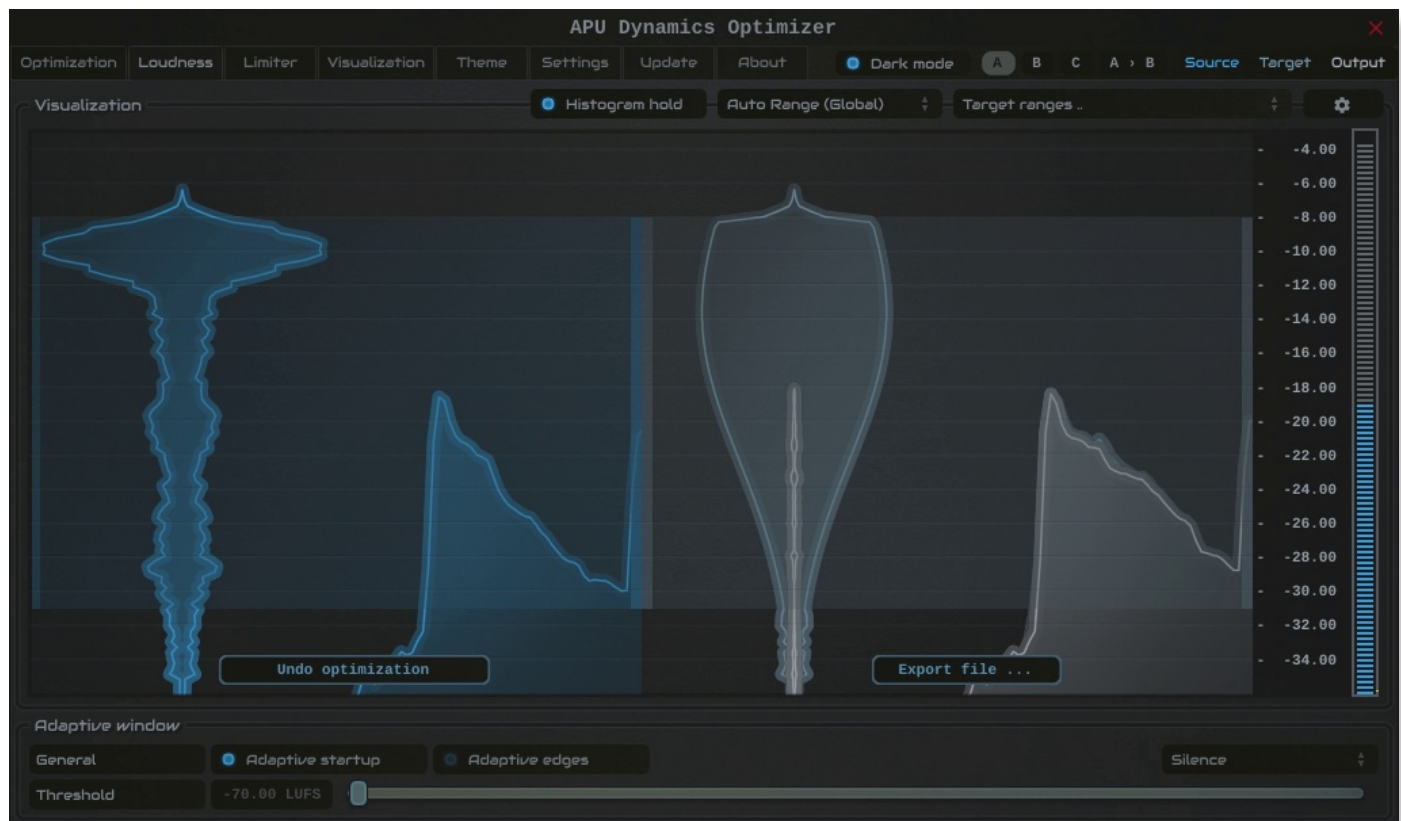 APU Dynamics Optimizer
Optimization Loudness Limiter Visualization Theme Settings Update About Dark mode A B C A › B Source Target Output
Visualization Histogram hold Auto Range (Global) Target ranges ..
- -4.00
- -6.00
- -8.00
- -10.00
- -12.00
- -14.00
- -16.00
- -18.00
- -20.00
- -22.00
- -24.00
- -26.00
- -28.00
- -30.00
- -32.00
- -34.00
Undo optimization Export file ...
Adaptive window
General Adaptive startup Adaptive edges Silence
Threshold -70.00 LUFS